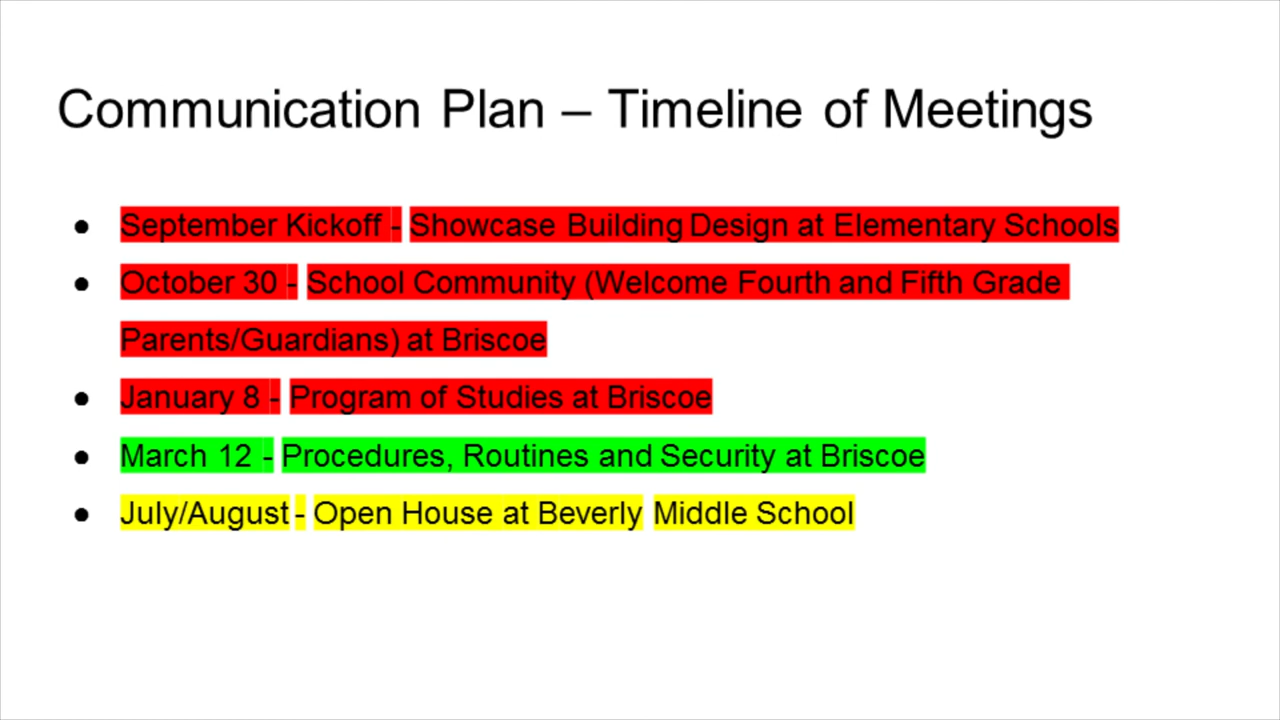 Communication Plan – Timeline of Meetings
● September Kickoff - Showcase Building Design at Elementary Schools
● October 30 - School Community (Welcome Fourth and Fifth Grade
Parents/Guardians) at Briscoe
● January 8 - Program of Studies at Briscoe
● March 12 - Procedures, Routines and Security at Briscoe
● July/August - Open House at Beverly Middle School